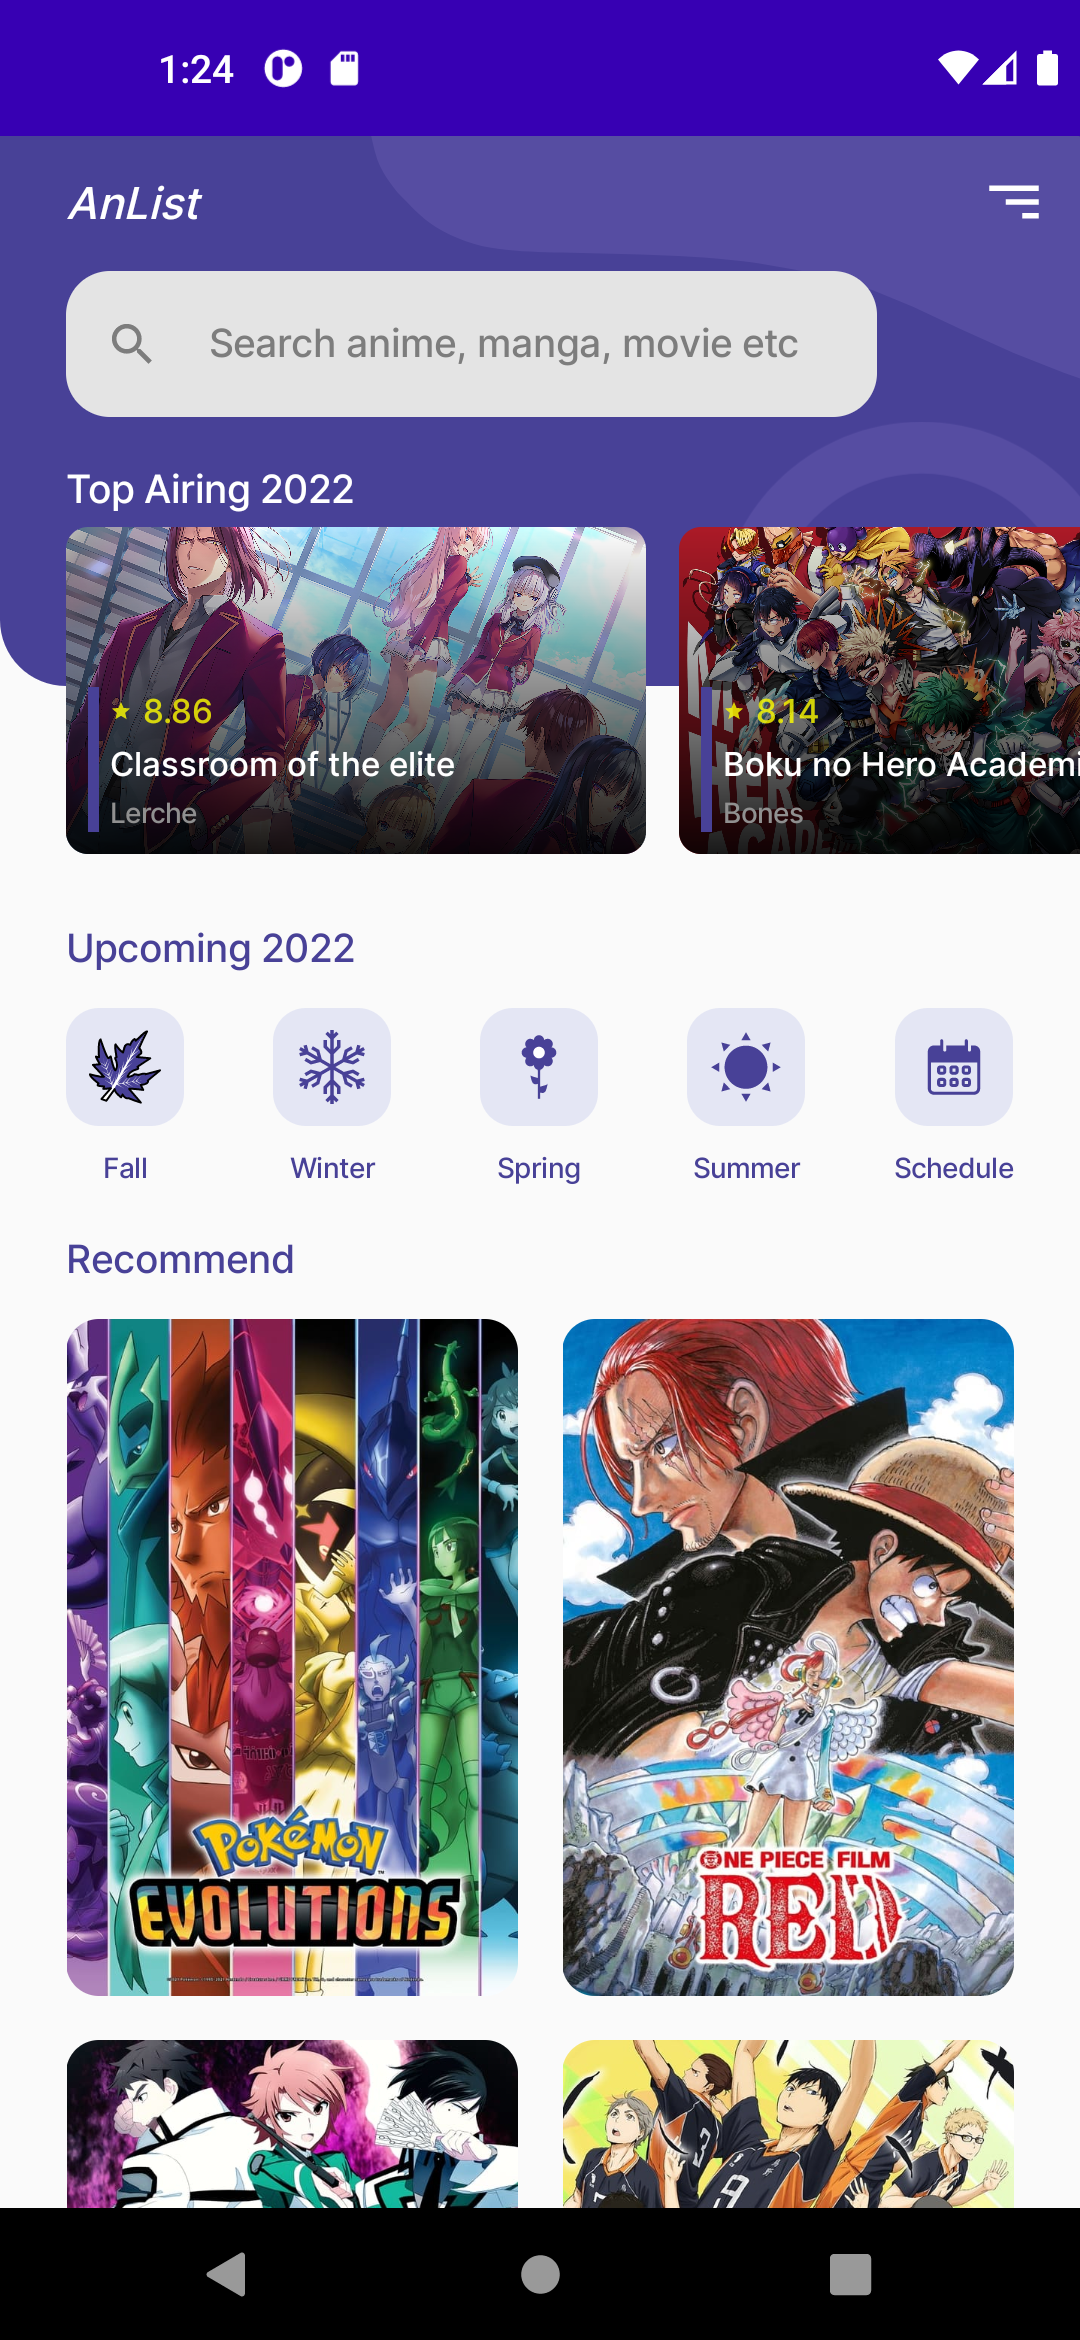 1:24
AnList
Search anime, manga, movie etc
Top Airing 2022
8.86
Classroom of the elite
Lerche
8.14
Boku no Hero Academi
Bones
Upcoming 2022
Fall
Winter
Spring
Summer
Schedule
Recommend
POKÉMON
EVOLUTIONS
ONE PIECE FILM
RED
3
9